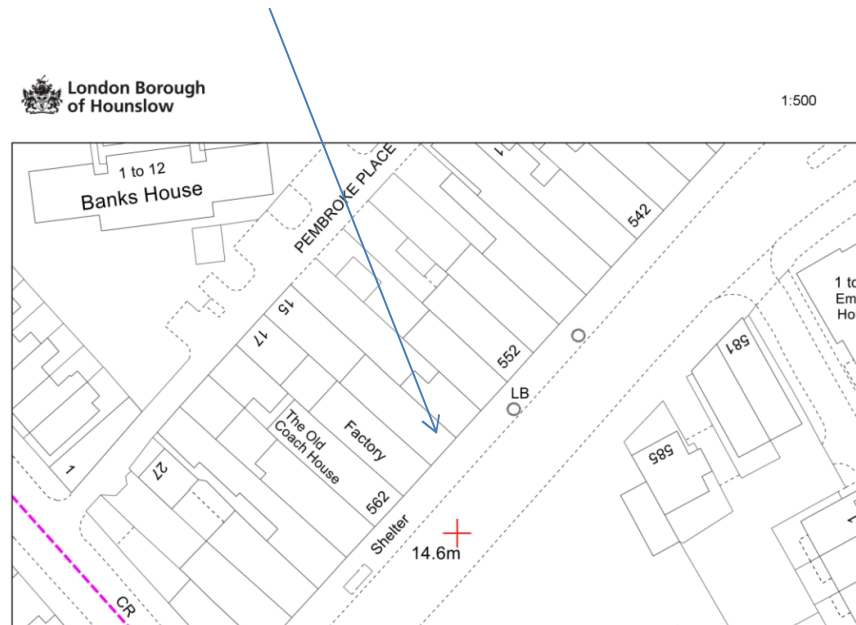 London Borough
of Hounslow
1:500
1 to 12
Banks House
PEMBROKE PLACE
11
542
15
17
552
LB
581
585
The Old
Coach House
Factory
562
Shelter
14.6m
1
27
CR